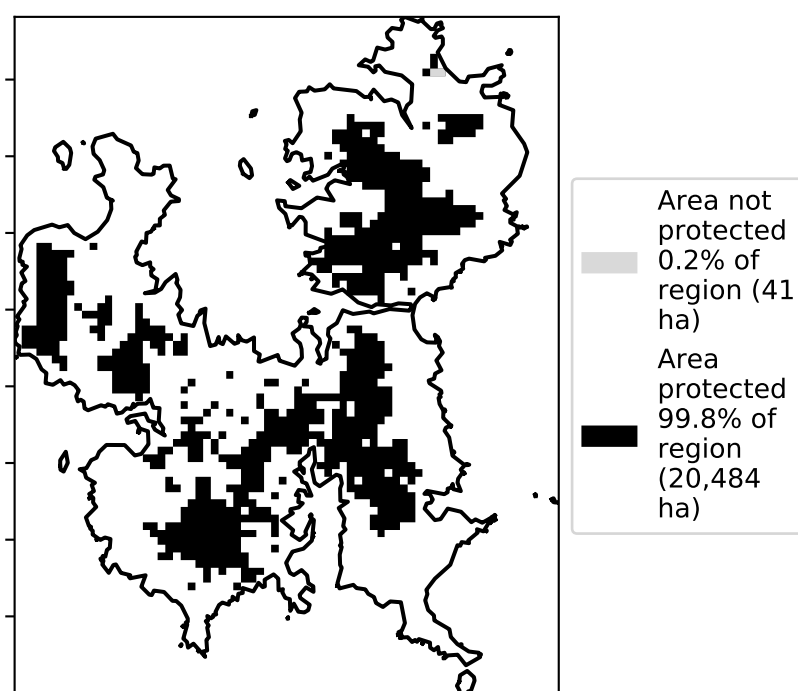 Area not
protected
0.2% of
region (41
ha)
Area
protected
99.8% of
region
(20,484
ha)